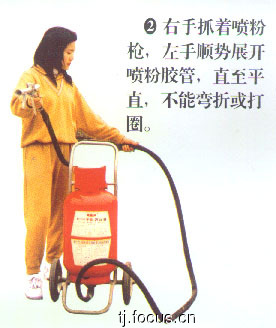 ❷ 右手抓着喷粉
枪，左手顺势展开
喷粉胶管，直至平
直，不能弯折或打
圈。
tj.focus.cn